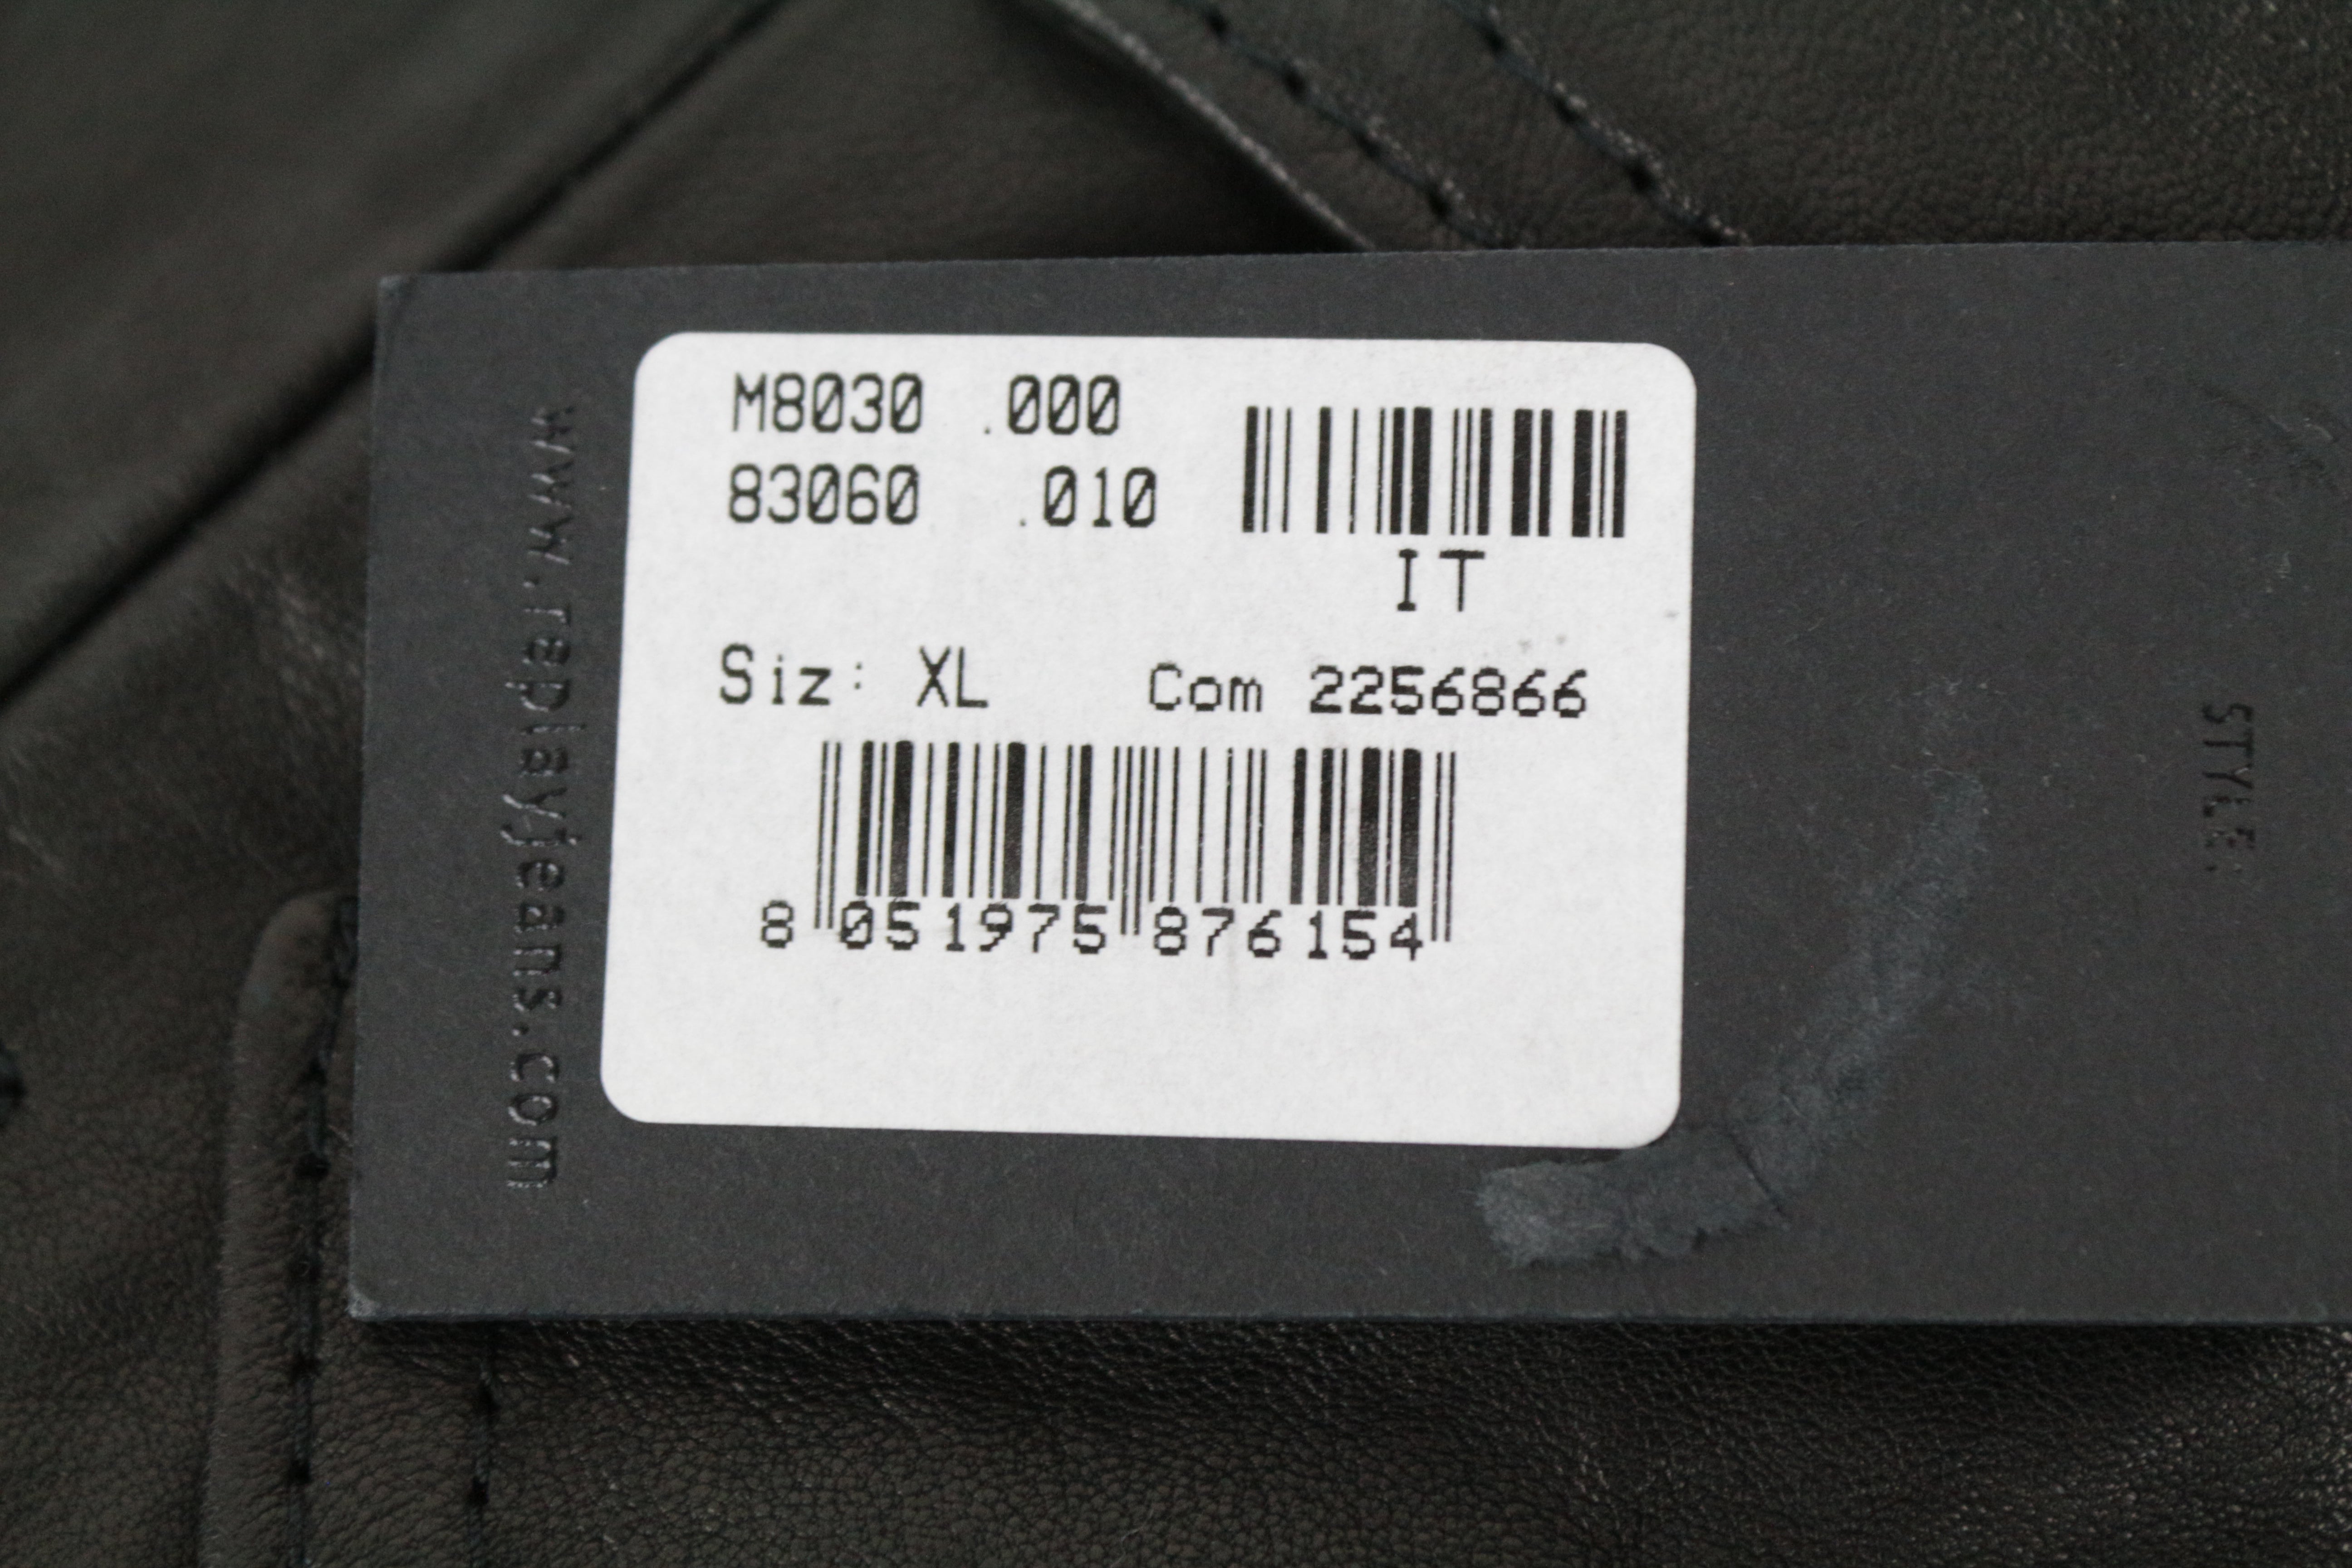 M8030 .000
83060 .010
IT
Siz: XL Com 2256866
8 051975 876154
www.replayjeans.com
STYLE: